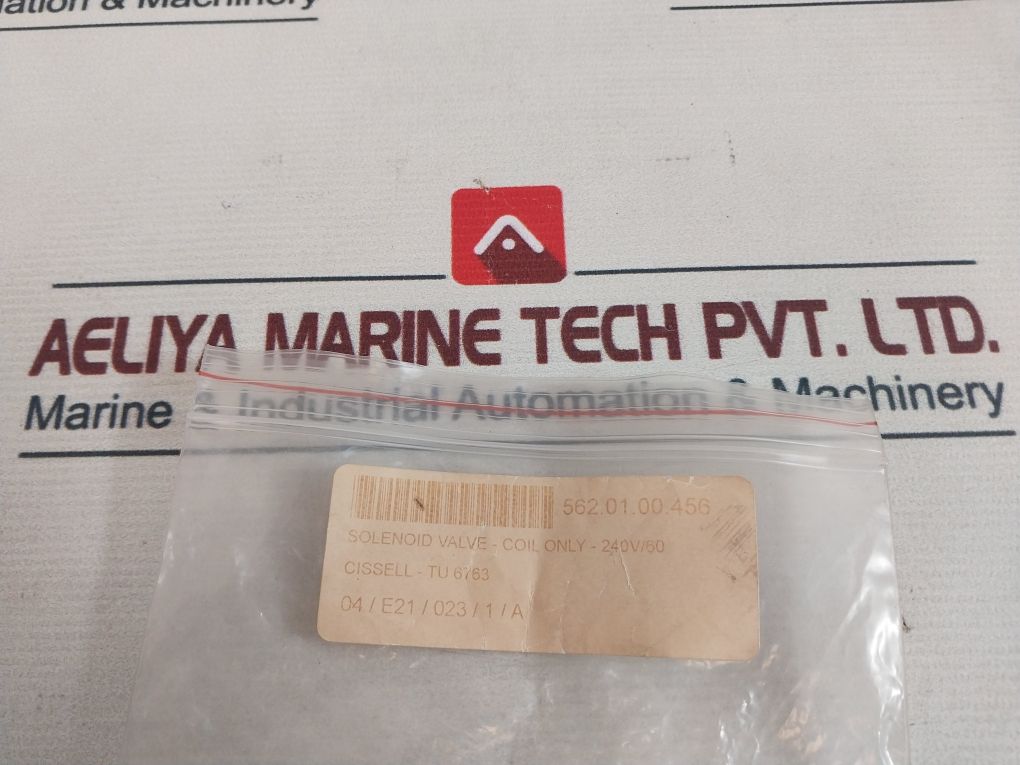 ation & Machinery
AELIYA MARINE TECH PVT. LTD.
Marine & Industrial Automation & Machinery
562.01.00.456
SOLENOID VALVE - COIL ONLY - 240V/60
CISSELL - TU 6763
04 / E21 / 023 / 1 / A